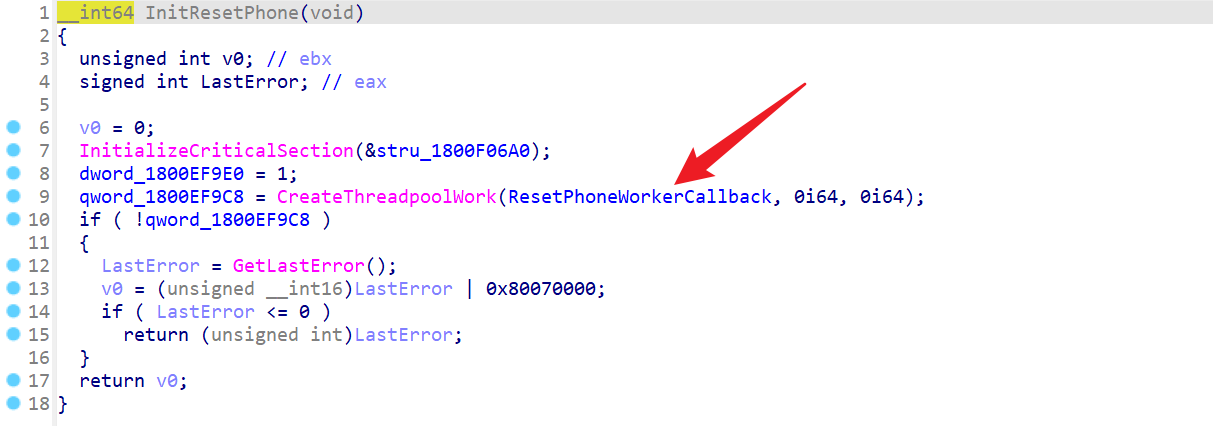 1 __int64 InitResetPhone(void)
2 {
3 unsigned int v0; // ebx
4 signed int LastError; // eax
5
6 v0 = 0;
7 InitializeCriticalSection(&stru_1800F06A0);
8 dword_1800EF9E0 = 1;
9 qword_1800EF9C8 = CreateThreadpoolWork(ResetPhoneWorkerCallback, 0i64, 0i64);
10 if ( !qword_1800EF9C8 )
11 {
12 LastError = GetLastError();
13 v0 = (unsigned __int16)LastError | 0x80070000;
14 if ( LastError <= 0 )
15 return (unsigned int)LastError;
16 }
17 return v0;
18 }